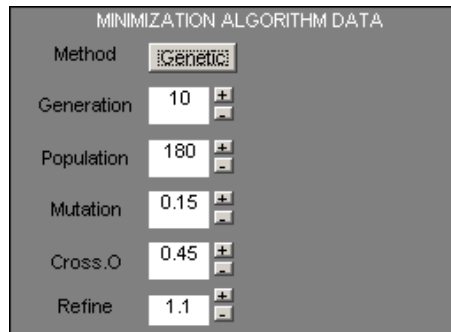 MINIMIZATION ALGORITHM DATA
Method Genetic
Generation 10 + -
Population 180 + -
Mutation 0.15 + -
Cross.O 0.45 + -
Refine 1.1 + -